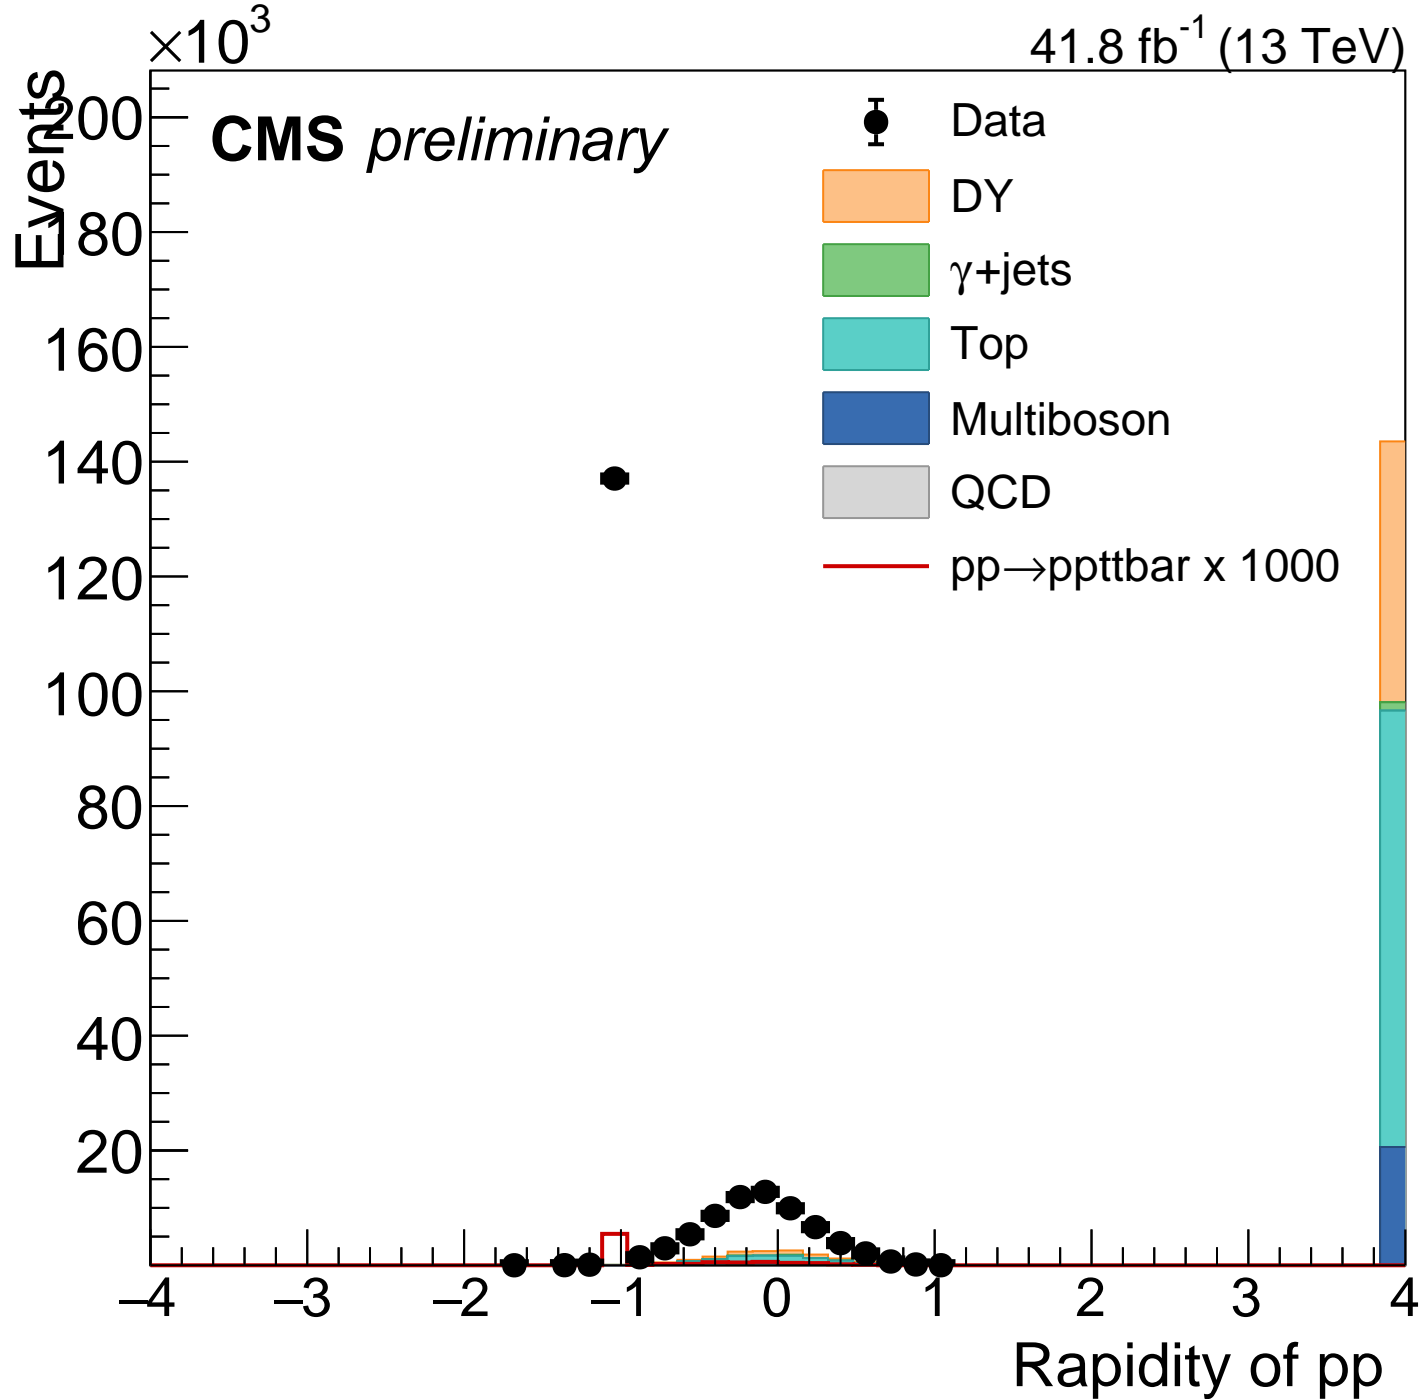 ×10³
41.8 fb⁻¹ (13 TeV)
Events
CMS preliminary
Data
DY
γ+jets
Top
Multiboson
QCD
pp→ppttbar x 1000
200
180
160
140
120
100
80
60
40
20
−4 −3 −2 −1 0 1 2 3 4
Rapidity of pp